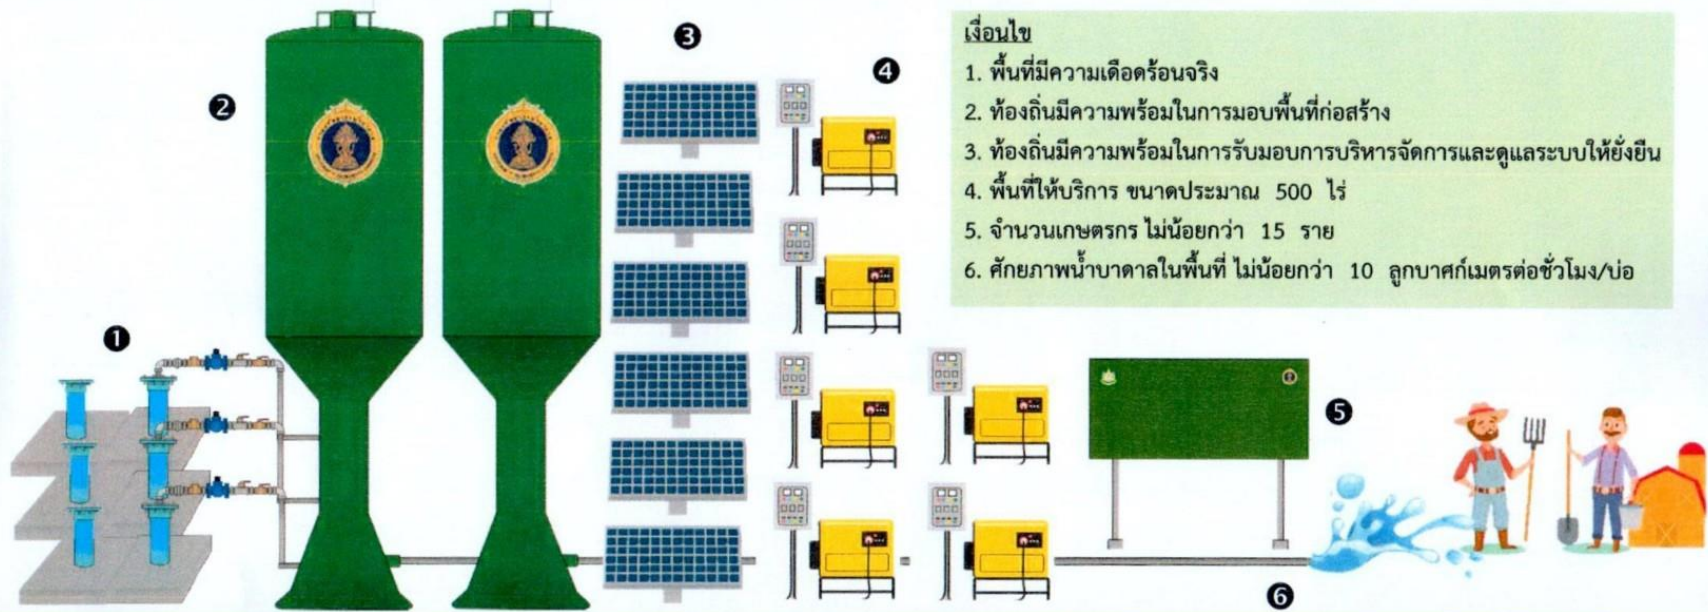 เงื่อนไข
1. พื้นที่มีความเดือดร้อนจริง
2. ท้องถิ่นมีความพร้อมในการมอบพื้นที่ก่อสร้าง
3. ท้องถิ่นมีความพร้อมในการรับมอบการบริหารจัดการและดูแลระบบให้ยั่งยืน
4. พื้นที่ให้บริการ ขนาดประมาณ 500 ไร่
5. จำนวนเกษตรกร ไม่น้อยกว่า 15 ราย
6. ศักยภาพน้ำบาดาลในพื้นที่ ไม่น้อยกว่า 10 ลูกบาศก์เมตรต่อชั่วโมง/บ่อ
❶
❷
❸
❹
❺
❻